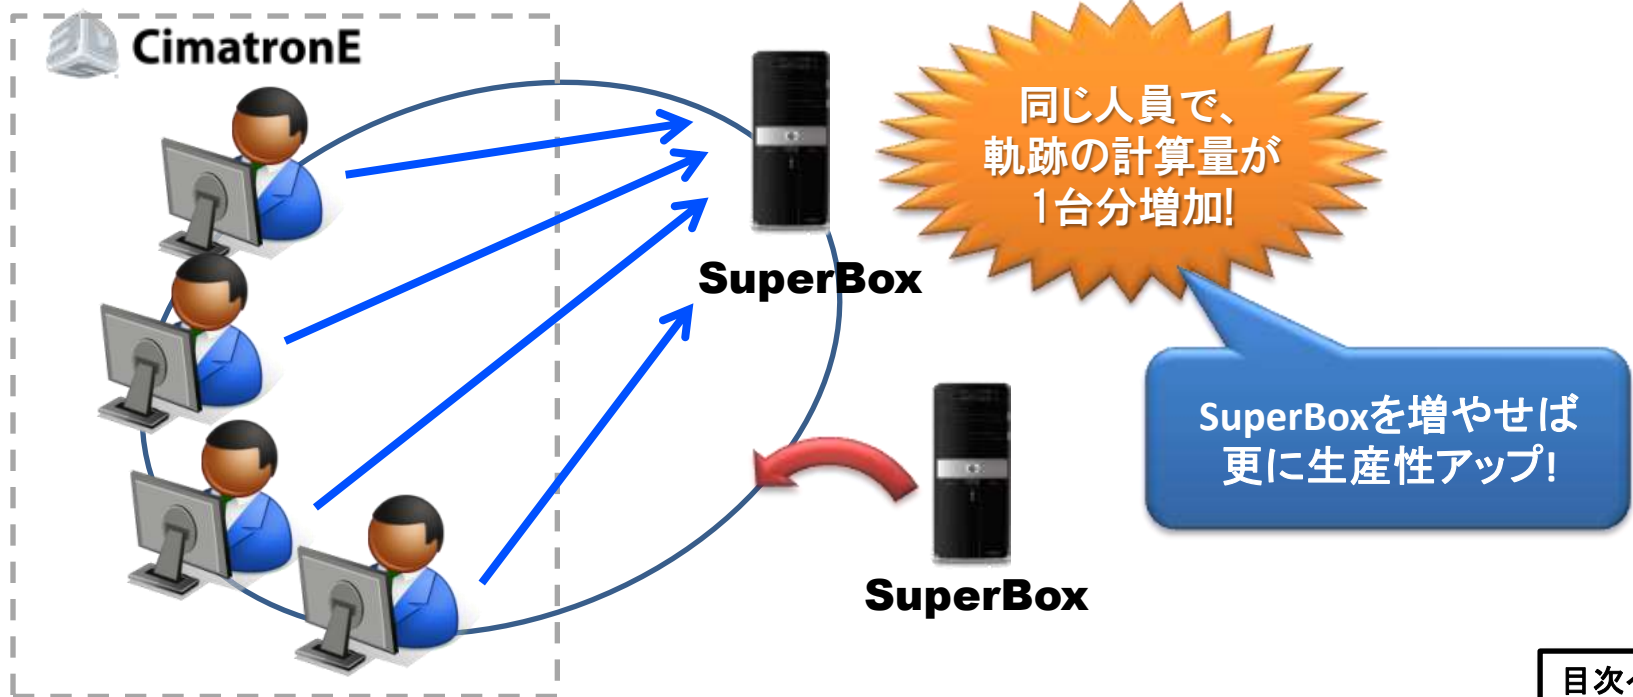 CimatronE
同じ人員で、
軌跡の計算量が
1台分増加!
SuperBox
SuperBoxを増やせば
更に生産性アップ!
SuperBox
目次へ